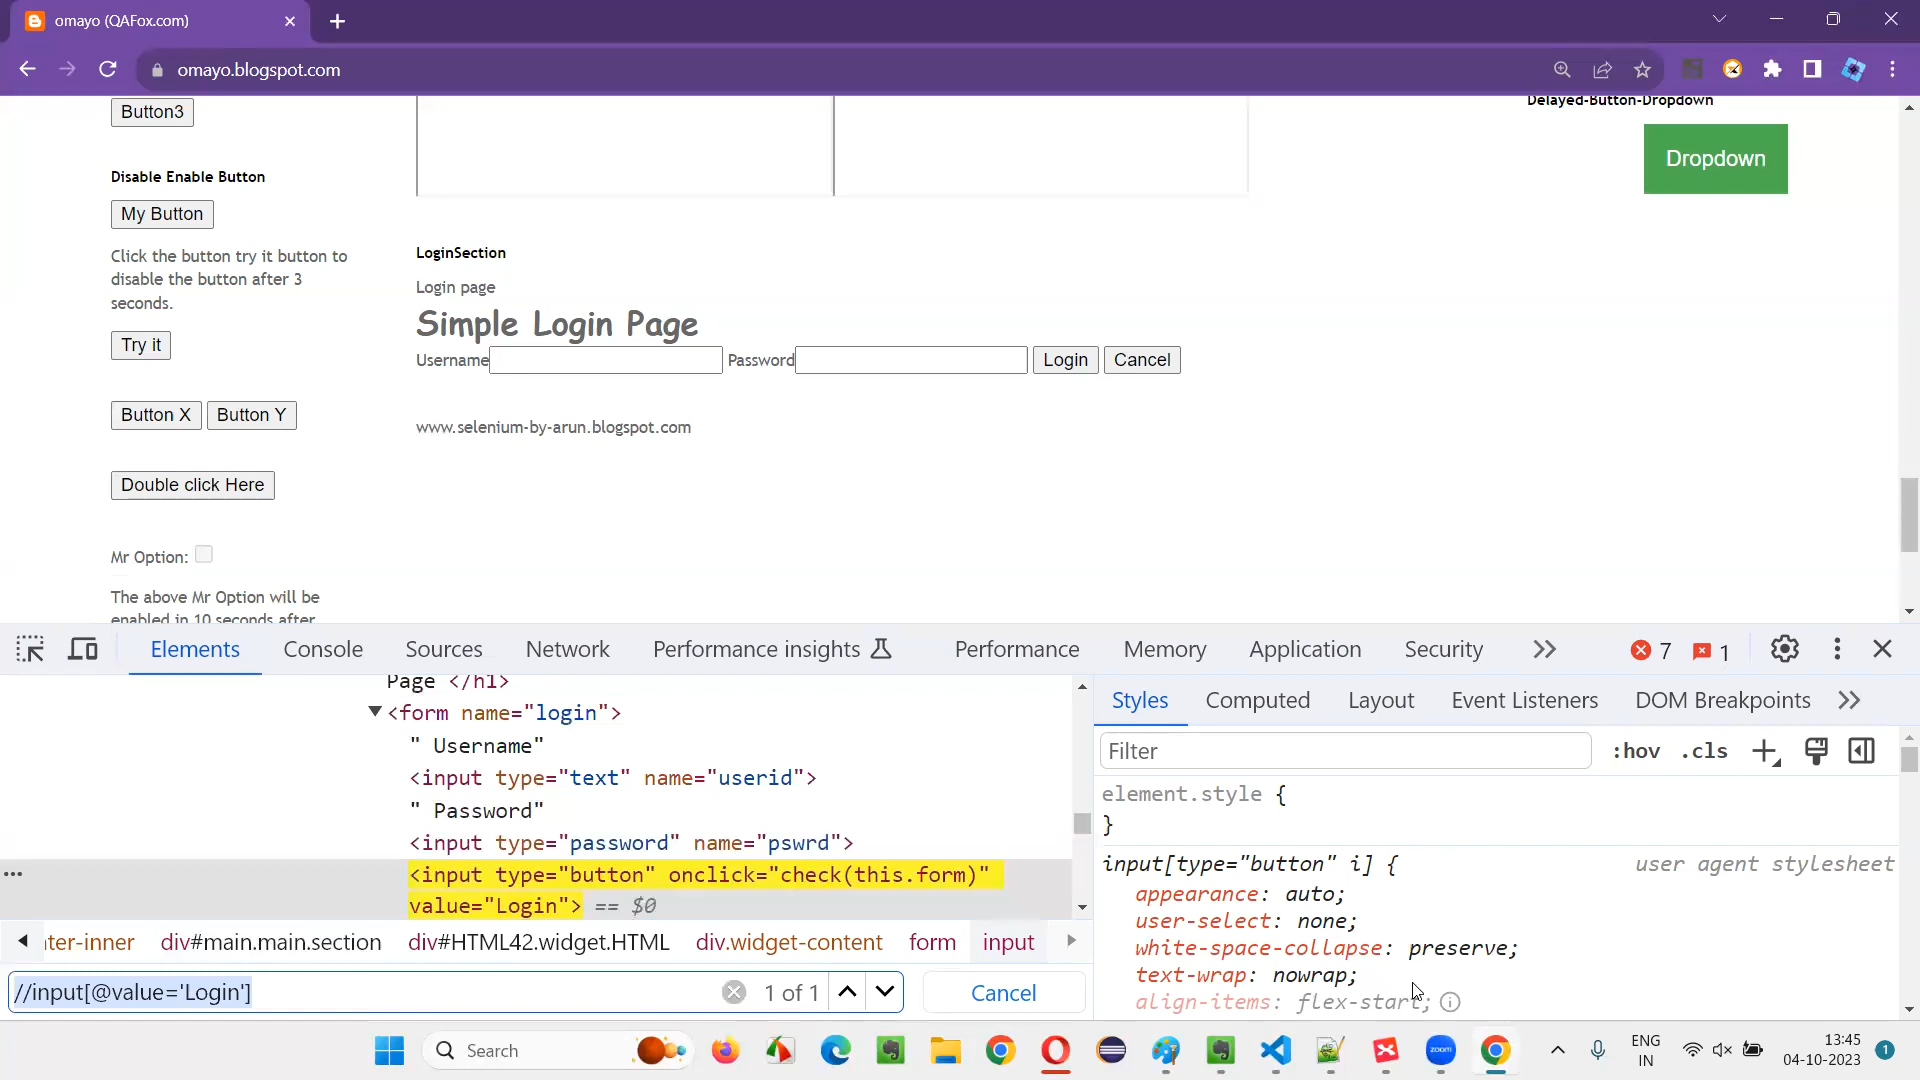 omayo (QAFox.com)
omayo.blogspot.com
Button3
Disable Enable Button
My Button
Click the button try it button to
disable the button after 3
seconds.
Try it
Button X Button Y
Double click Here
Mr Option:
The above Mr Option will be
enabled in 10 seconds after
LoginSection
Login page
Simple Login Page
Username Password Login Cancel
www.selenium-by-arun.blogspot.com
Delayed-Button-Dropdown
Dropdown
Elements Console Sources Network Performance insights Performance Memory Application Security 7 1
Page </h1>
<form name="login">
" Username"
<input type="text" name="userid">
" Password"
<input type="password" name="pswrd">
<input type="button" onclick="check(this.form)"
value="Login"> == $0
nter-inner div#main.main.section div#HTML42.widget.HTML div.widget-content form input
//input[@value='Login'] 1 of 1 Cancel
Styles Computed Layout Event Listeners DOM Breakpoints
Filter :hov .cls
element.style {
}
input[type="button" i] { user agent stylesheet
appearance: auto;
user-select: none;
white-space-collapse: preserve;
text-wrap: nowrap;
align-items: flex-start;
Search
zoom
ENG
IN
13:45
04-10-2023
1